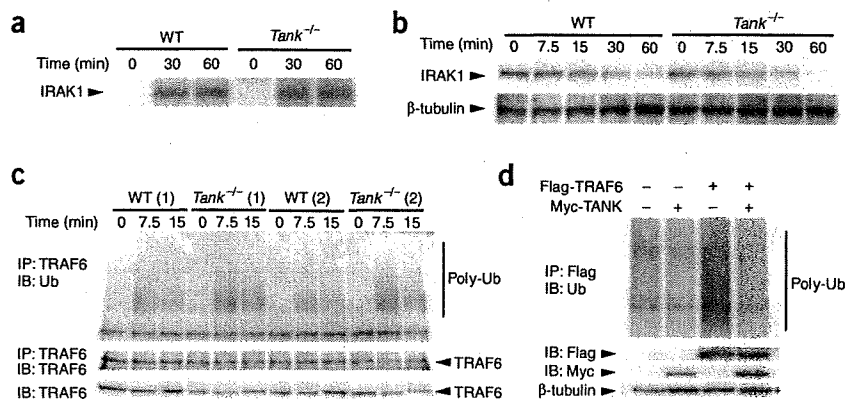 a
WT Tank–/–
Time (min) 0 30 60 0 30 60
IRAK1
b
WT Tank–/–
Time (min) 0 7.5 15 30 60 0 7.5 15 30 60
IRAK1
β-tubulin
c
WT (1) Tank–/– (1) WT (2) Tank–/– (2)
Time (min) 0 7.5 15 0 7.5 15 0 7.5 15 0 7.5 15
IP: TRAF6
IB: Ub
Poly-Ub
IP: TRAF6
IB: TRAF6
TRAF6
IB: TRAF6
TRAF6
d
Flag-TRAF6 – – + +
Myc-TANK – + – +
IP: Flag
IB: Ub
Poly-Ub
IB: Flag
IB: Myc
β-tubulin